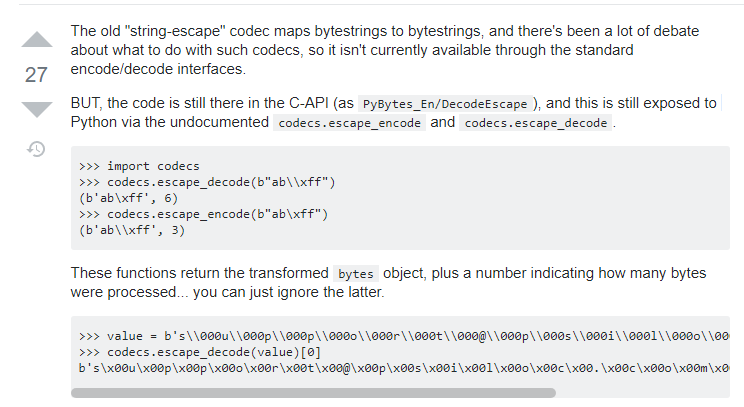 The old "string-escape" codec maps bytestrings to bytestrings, and there's been a lot of debate
about what to do with such codecs, so it isn't currently available through the standard
encode/decode interfaces.
27
BUT, the code is still there in the C-API (as PyBytes_En/DecodeEscape ), and this is still exposed to
Python via the undocumented codecs.escape_encode and codecs.escape_decode .
>>> import codecs
>>> codecs.escape_decode(b"ab\\xff")
(b'ab\xff', 6)
>>> codecs.escape_encode(b"ab\xff")
(b'ab\\xff', 3)
These functions return the transformed bytes object, plus a number indicating how many bytes
were processed... you can just ignore the latter.
>>> value = b's\\000u\\000p\\000p\\000o\\000r\\000t\\000@\\000p\\000s\\000i\\000l\\000o\\00
>>> codecs.escape_decode(value)[0]
b's\x00u\x00p\x00p\x00o\x00r\x00t\x00@\x00p\x00s\x00i\x00l\x00o\x00c\x00.\x00c\x00o\x00m\x0